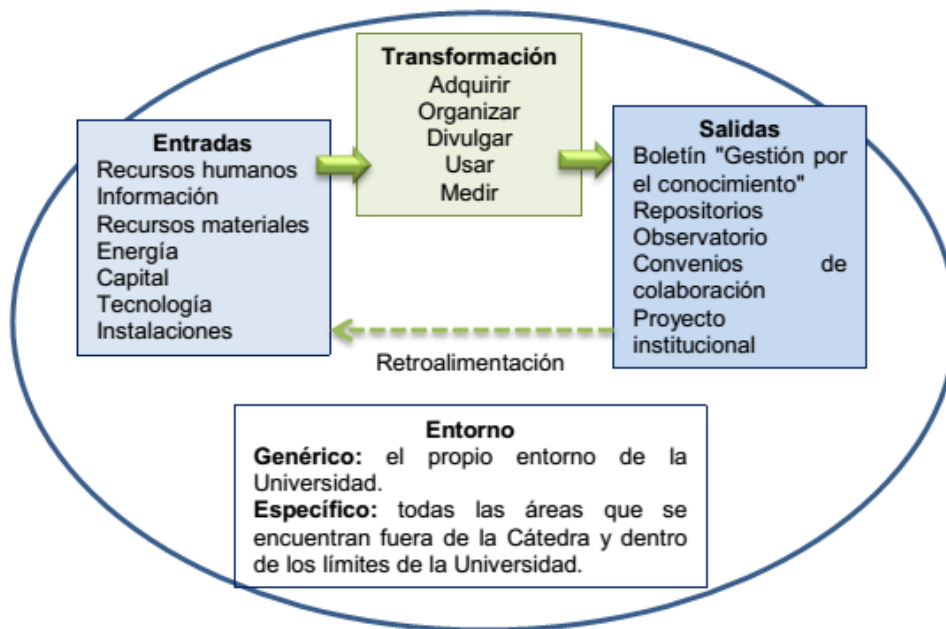 Transformación
Adquirir
Organizar
Divulgar
Usar
Medir
Entradas
Recursos humanos
Información
Recursos materiales
Energía
Capital
Tecnología
Instalaciones
Salidas
Boletín "Gestión por
el conocimiento"
Repositorios
Observatorio
Convenios de
colaboración
Proyecto
institucional
Retroalimentación
Entorno
Genérico: el propio entorno de la
Universidad.
Específico: todas las áreas que se
encuentran fuera de la Cátedra y dentro
de los límites de la Universidad.